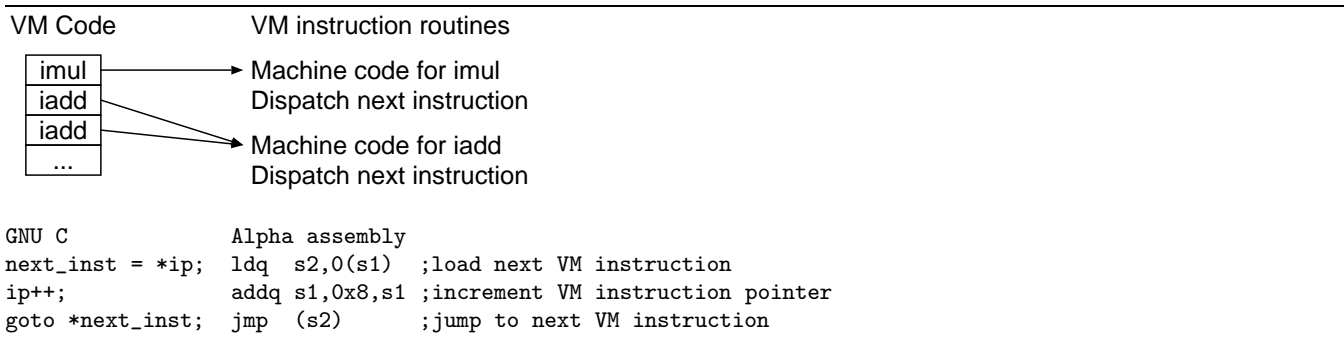 VM Code VM instruction routines
imul Machine code for imul
iadd Dispatch next instruction
iadd Machine code for iadd
... Dispatch next instruction
GNU C Alpha assembly
next_inst = *ip; ldq s2,0(s1) ;load next VM instruction
ip++; addq s1,0x8,s1 ;increment VM instruction pointer
goto *next_inst; jmp (s2) ;jump to next VM instruction